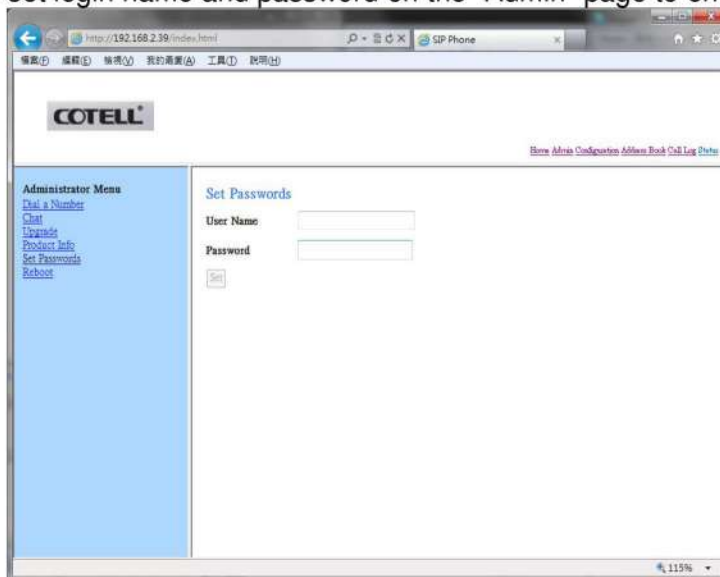 Set login name and password on the "Admin" page to
http://192.168.2.39/index.html
SIP Phone
檔案(F) 編輯(E) 檢視(V) 我的最愛(A) 工具(T) 說明(H)
COTELL
Home Admin Configuration Address Book Call Log Status
Administrator Menu
Dial a Number
Chat
Upgrade
Product Info
Set Passwords
Reboot
Set Passwords
User Name
Password
Set
115%